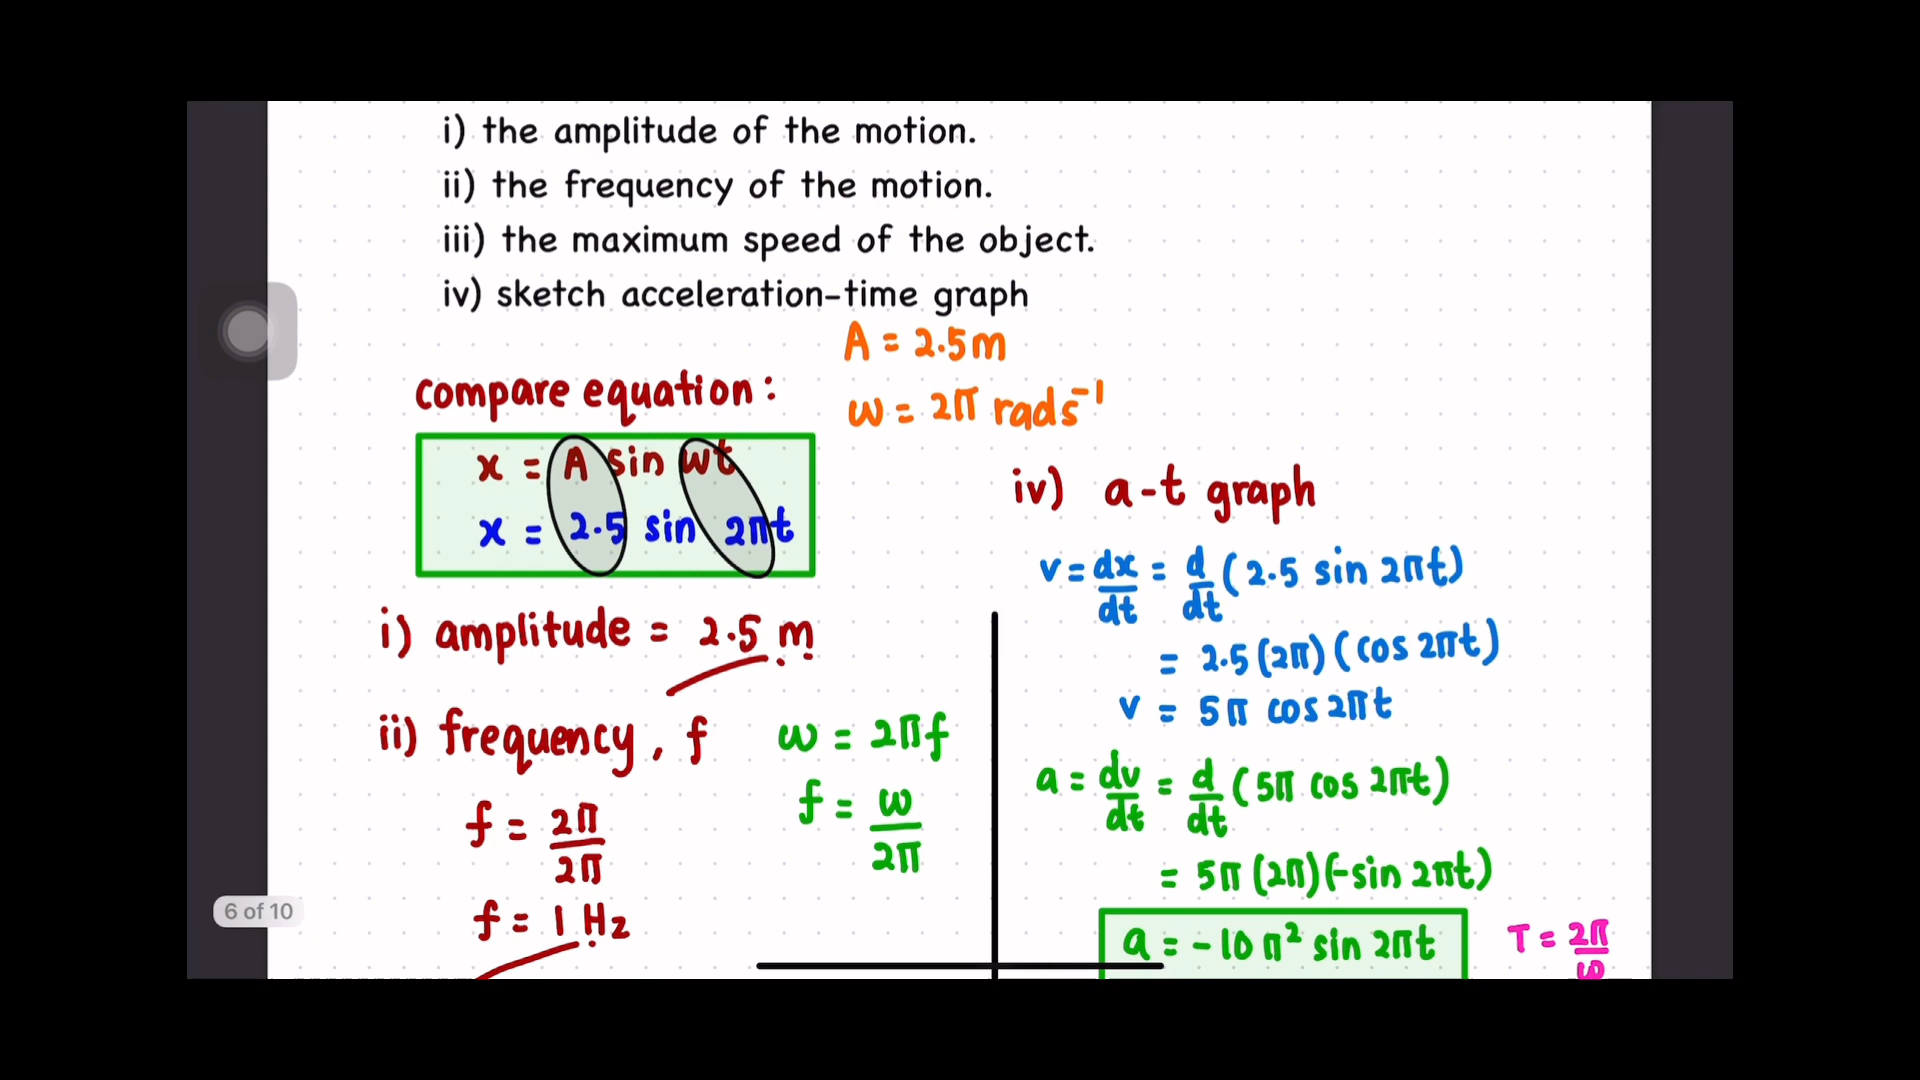 i) the amplitude of the motion.
ii) the frequency of the motion.
iii) the maximum speed of the object.
iv) sketch acceleration-time graph
A = 2.5m
ω = 2π rads⁻¹
compare equation :
x = A sin ωt
x = 2.5 sin 2πt
i) amplitude = 2.5 m
ii) frequency, f
ω = 2πf
f = ω/2π
f = 2π/2π
f = 1 Hz
iv) a-t graph
v = dx/dt = d/dt (2.5 sin 2πt)
= 2.5 (2π) (cos 2πt)
v = 5π cos 2πt
a = dv/dt = d/dt (5π cos 2πt)
= 5π (2π) (-sin 2πt)
a = -10π² sin 2πt
T = 2π/ω
6 of 10